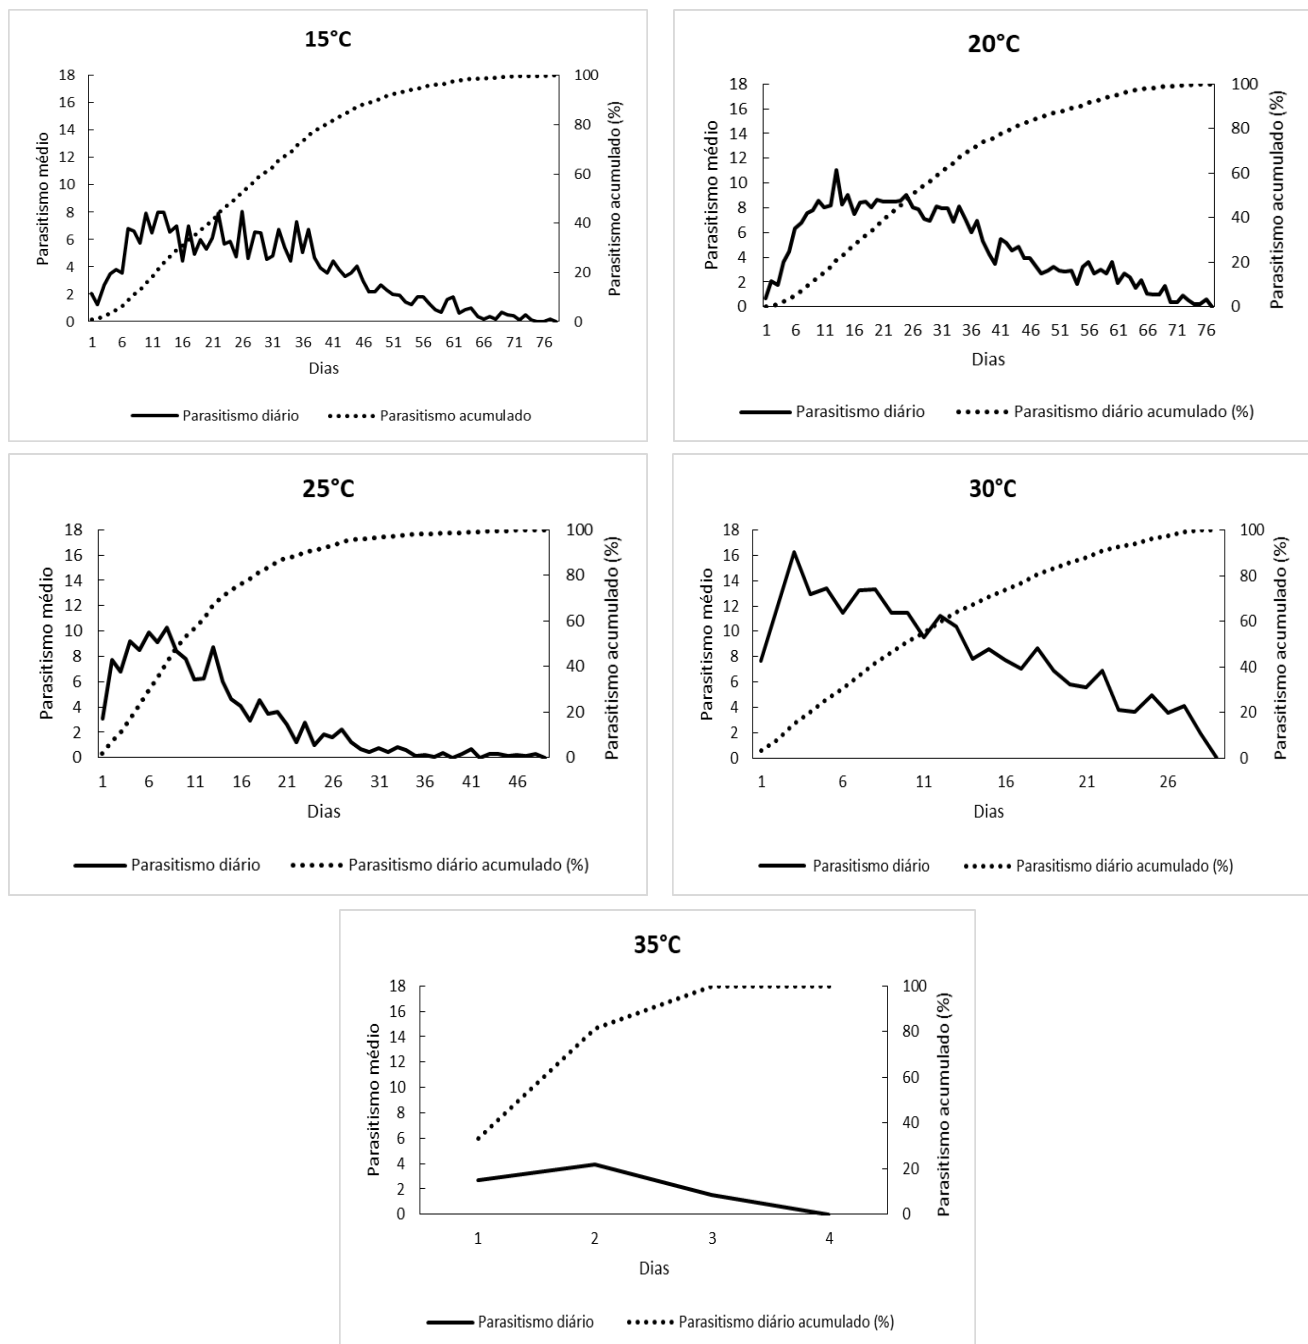 15°C
Parasitismo médio
18
16
14
12
10
8
6
4
2
0
100
80
60
40
20
0
Parasitismo acumulado (%)
1 6 11 16 21 26 31 36 41 46 51 56 61 66 71 76
Dias
Parasitismo diário Parasitismo acumulado
20°C
Parasitismo médio
18
16
14
12
10
8
6
4
2
0
100
80
60
40
20
0
Parasitismo acumulado (%)
1 6 11 16 21 26 31 36 41 46 51 56 61 66 71 76
Dias
Parasitismo diário Parasitismo diário acumulado (%)
25°C
Parasitismo médio
18
16
14
12
10
8
6
4
2
0
100
80
60
40
20
0
Parasitismo acumulado (%)
1 6 11 16 21 26 31 36 41 46
Dias
Parasitismo diário Parasitismo diário acumulado (%)
30°C
Parasitismo médio
18
16
14
12
10
8
6
4
2
0
100
80
60
40
20
0
Parasitismo acumulado (%)
1 6 11 16 21 26
Dias
Parasitismo diário Parasitismo diário acumulado (%)
35°C
Parasitismo médio
18
16
14
12
10
8
6
4
2
0
100
80
60
40
20
0
Parasitismo acumulado (%)
1 2 3 4
Dias
Parasitismo diário Parasitismo diário acumulado (%)